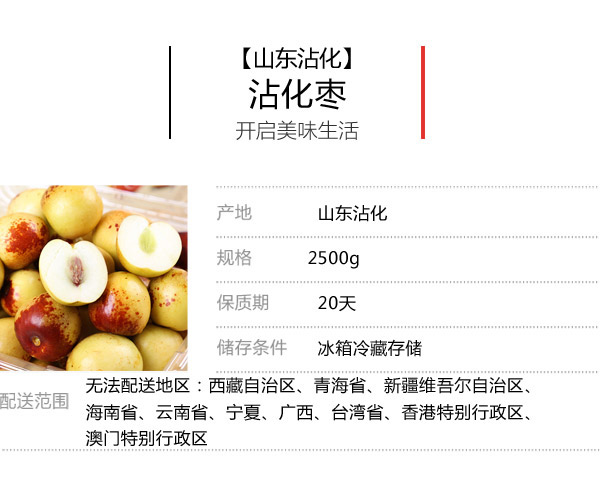 【山东沾化】
沾化枣
开启美味生活
产地 山东沾化
规格 2500g
保质期 20天
储存条件 冰箱冷藏存储
配送范围
无法配送地区：西藏自治区、青海省、新疆维吾尔自治区、
海南省、云南省、宁夏、广西、台湾省、香港特别行政区、
澳门特别行政区